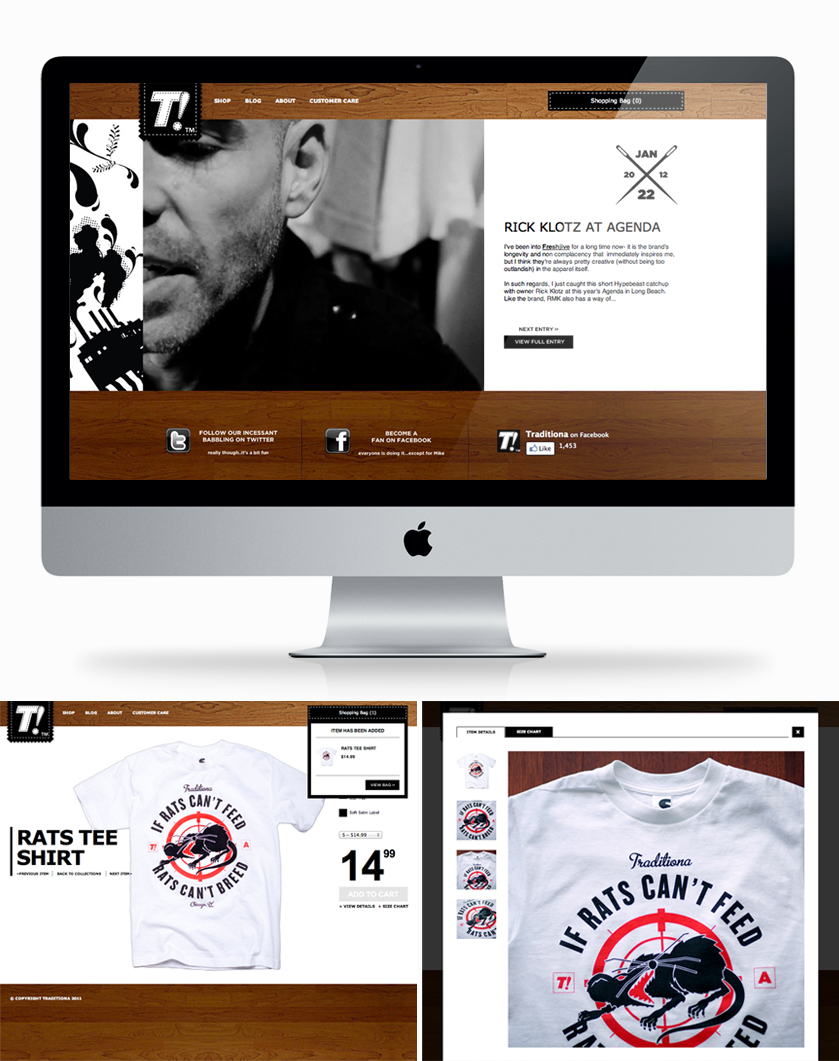 T! TM
SHOP BLOG ABOUT CUSTOMER CARE
Shopping Bag (0)
JAN
20 12
22
RICK KLOTZ AT AGENDA
I've been into Freshjive for a long time now- it is the brand's
longevity and non complacency that immediately inspires me,
but I think they're always pretty creative (without being too
outlandish) in the apparel itself.
In such regards, I just caught this short Hypebeast catchup
with owner Rick Klotz at this year's Agenda in Long Beach.
Like the brand, RMK also has a way of...
NEXT ENTRY »
VIEW FULL ENTRY
FOLLOW OUR INCESSANT
BABBLING ON TWITTER
really though..it's a bit fun
BECOME A
FAN ON FACEBOOK
everyone is doing it...except for Mike
T!
Traditiona on Facebook
Like 1,453
T! TM
SHOP BLOG ABOUT CUSTOMER CARE
Shopping Bag (1)
ITEM HAS BEEN ADDED
RATS TEE SHIRT
$14.99
VIEW BAG »
Soft Satin Label
S - $14.99
14 99
ADD TO CART
+ VIEW DETAILS + SIZE CHART
RATS TEE
SHIRT
BACK TO COLLECTIONS
Traditiona
IF RATS CAN'T FEED
T! A
RATS CAN'T BREED
© COPYRIGHT TRADITIONA 2011
ITEM DETAILS SIZE CHART
Traditiona
IF RATS CAN'T FEED
T! A